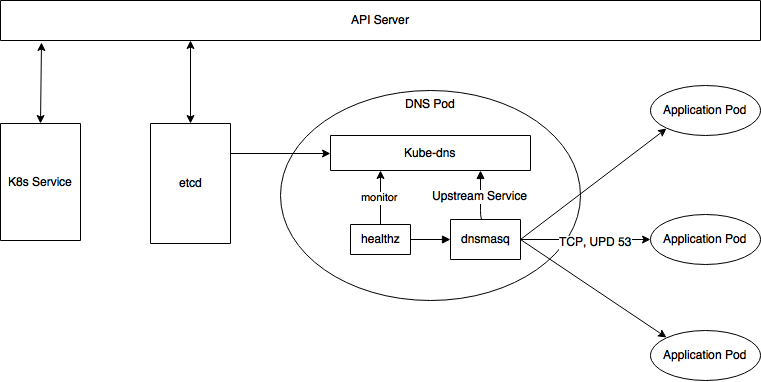 API Server
DNS Pod
Application Pod
Kube-dns
K8s Service
etcd
monitor
Upstream Service
healthz
dnsmasq
TCP, UPD 53
Application Pod
Application Pod